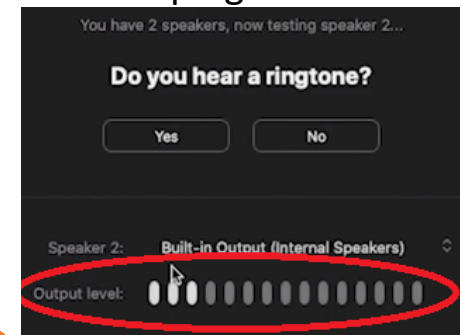 You have 2 speakers, now testing speaker 2...
Do you hear a ringtone?
Yes No
Speaker 2: Built-in Output (Internal Speakers)
Output level: